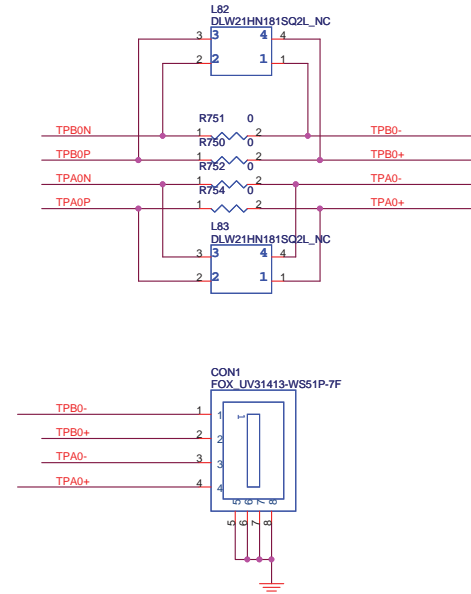 L82
DLW21HN181SQ2L_NC
3 3 4 4
2 2 1 1
R751 0
TPB0N 1 2 TPB0-
R750 0
TPB0P 1 2 TPB0+
R752 0
TPA0N 1 2 TPA0-
R754 0
TPA0P 1 2 TPA0+
L83
DLW21HN181SQ2L_NC
3 3 4 4
2 2 1 1
CON1
FOX_UV31413-WS51P-7F
TPB0- 1 1 1
TPB0+ 2 2
TPA0- 3 3
TPA0+ 4 4
5 6 7 8
5 6 7 8